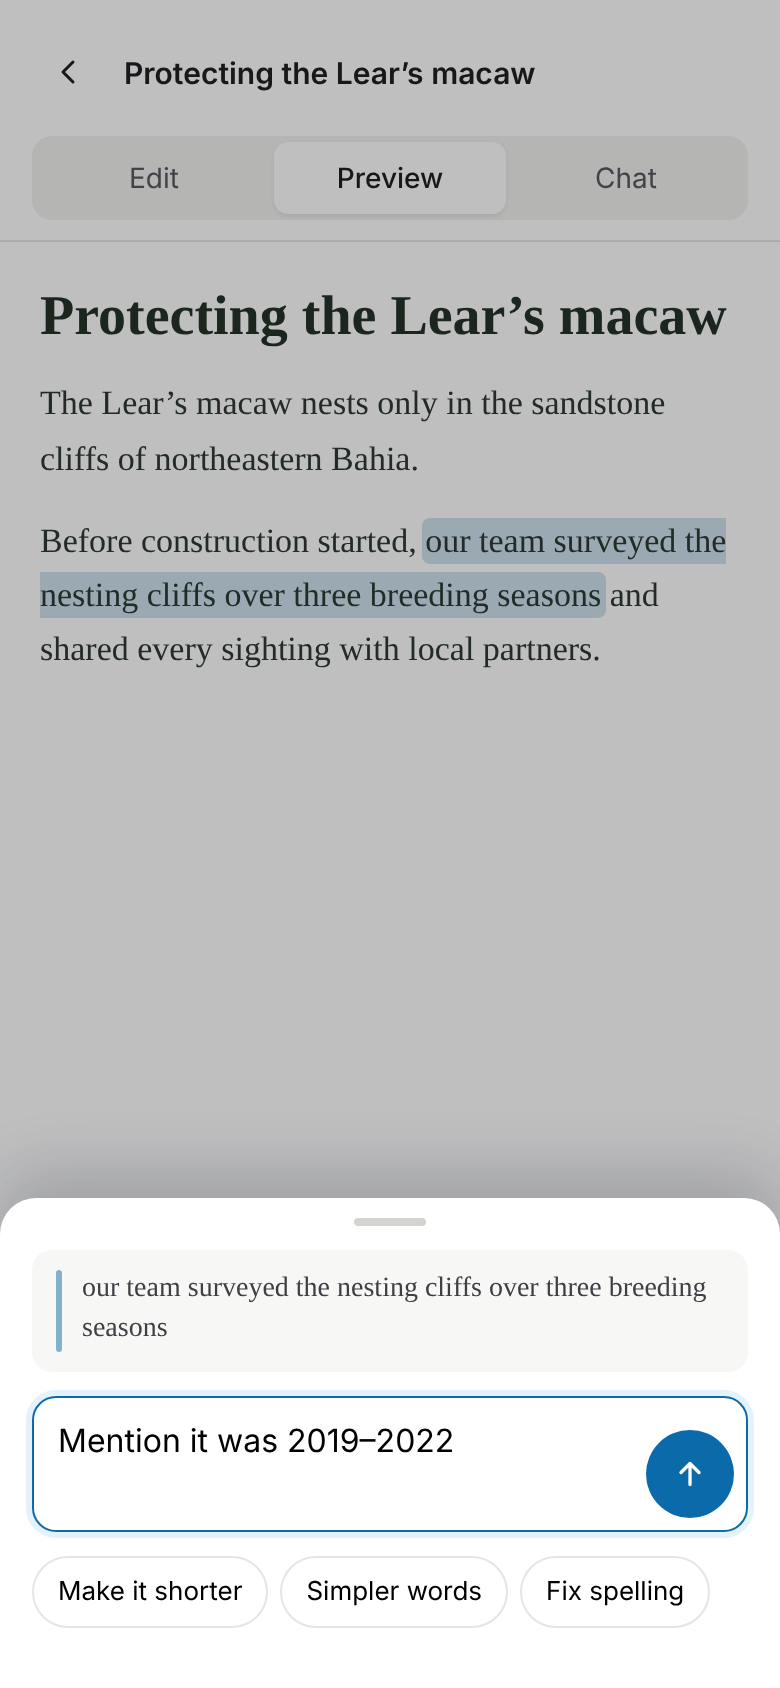 Protecting the Lear’s macaw
Edit
Preview
Chat
Protecting the Lear’s macaw
The Lear’s macaw nests only in the sandstone
cliffs of northeastern Bahia.
Before construction started, our team surveyed the
nesting cliffs over three breeding seasons and
shared every sighting with local partners.
our team surveyed the nesting cliffs over three breeding
seasons
Mention it was 2019–2022
Make it shorter
Simpler words
Fix spelling